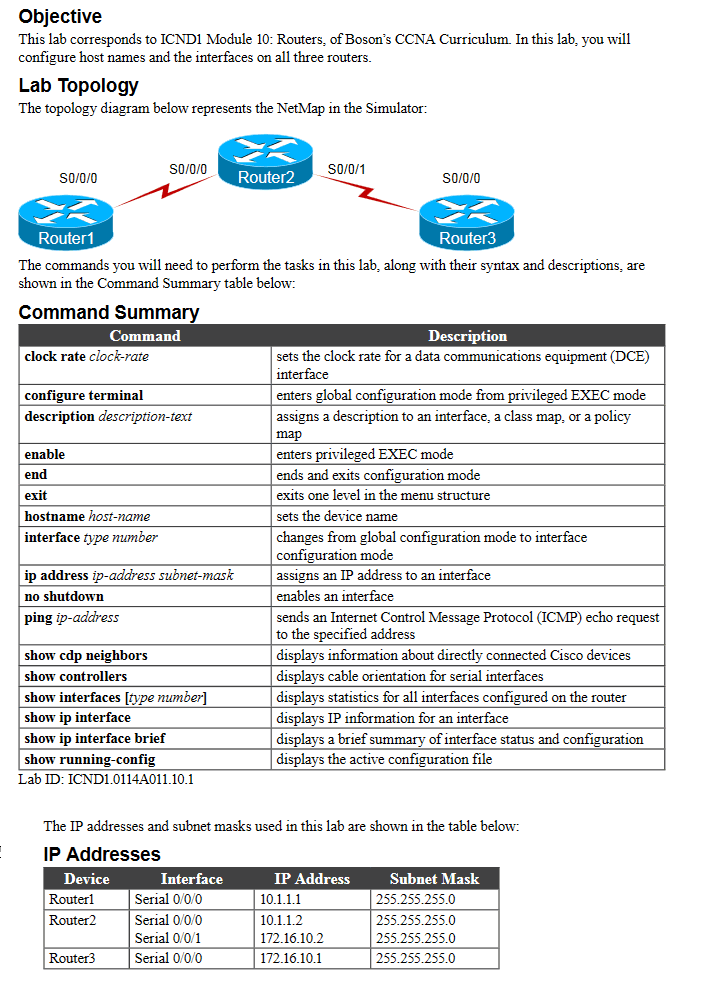 Objective
This lab corresponds to ICND1 Module 10: Routers, of Boson’s CCNA Curriculum. In this lab, you will
configure host names and the interfaces on all three routers.
Lab Topology
The topology diagram below represents the NetMap in the Simulator:
S0/0/0
S0/0/0
Router2
S0/0/1
S0/0/0
Router1
Router3
The commands you will need to perform the tasks in this lab, along with their syntax and descriptions, are
shown in the Command Summary table below:
Command Summary
Command Description
clock rate clock-rate sets the clock rate for a data communications equipment (DCE)
interface
configure terminal enters global configuration mode from privileged EXEC mode
description description-text assigns a description to an interface, a class map, or a policy
map
enable enters privileged EXEC mode
end ends and exits configuration mode
exit exits one level in the menu structure
hostname host-name sets the device name
interface type number changes from global configuration mode to interface
configuration mode
ip address ip-address subnet-mask assigns an IP address to an interface
no shutdown enables an interface
ping ip-address sends an Internet Control Message Protocol (ICMP) echo request
to the specified address
show cdp neighbors displays information about directly connected Cisco devices
show controllers displays cable orientation for serial interfaces
show interfaces [type number] displays statistics for all interfaces configured on the router
show ip interface displays IP information for an interface
show ip interface brief displays a brief summary of interface status and configuration
show running-config displays the active configuration file
Lab ID: ICND1.0114A011.10.1
The IP addresses and subnet masks used in this lab are shown in the table below:
IP Addresses
Device Interface IP Address Subnet Mask
Router1 Serial 0/0/0 10.1.1.1 255.255.255.0
Router2 Serial 0/0/0 10.1.1.2 255.255.255.0
Serial 0/0/1 172.16.10.2 255.255.255.0
Router3 Serial 0/0/0 172.16.10.1 255.255.255.0